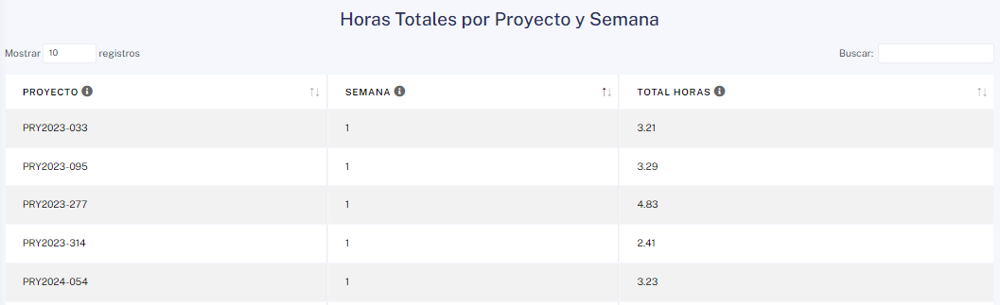 Horas Totales por Proyecto y Semana
Mostrar 10 registros Buscar:
PROYECTO SEMANA TOTAL HORAS
PRY2023-033 1 3.21
PRY2023-095 1 3.29
PRY2023-277 1 4.83
PRY2023-314 1 2.41
PRY2024-054 1 3.23